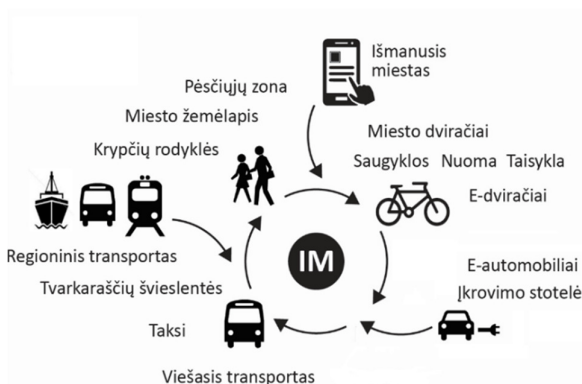 Išmanusis
miestas
Pėsčiųjų zona
Miesto žemėlapis
Krypčių rodyklės
Miesto dviračiai
Saugyklos Nuoma Taisykla
E-dviračiai
IM
Regioninis transportas
Tvarkaraščių švieslentės
Taksi
Viešasis transportas
E-automobiliai
Įkrovimo stotelė